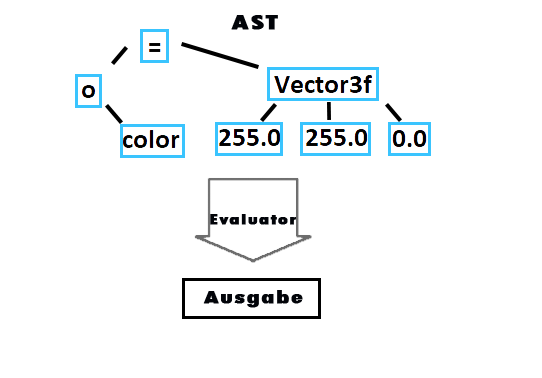 AST
=
o
Vector3f
color
255.0
255.0
0.0
Evaluator
Ausgabe